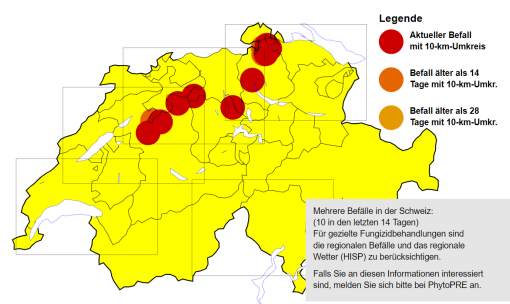 Legende
Aktueller Befall
mit 10-km-Umkreis
Befall älter als 14
Tage mit 10-km-Umkr.
Befall älter als 28
Tage mit 10-km-Umkr.
Mehrere Befälle in der Schweiz:
(10 in den letzten 14 Tagen)
Für gezielte Fungizidbehandlungen sind
die regionalen Befälle und das regionale
Wetter (HISP) zu berücksichtigen.
Falls Sie an diesen Informationen interessiert
sind, melden Sie sich bitte bei PhytoPRE an.